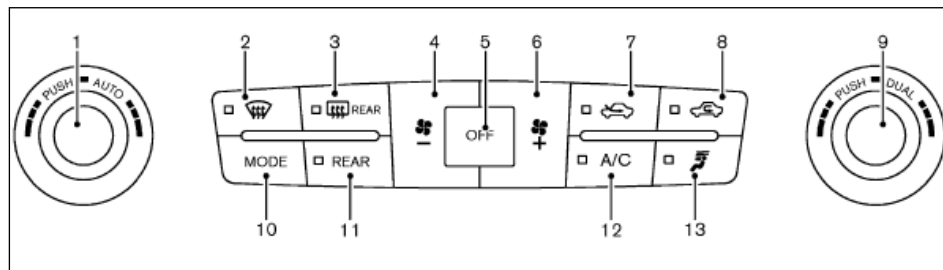 1 2 3 4 5 6 7 8 9
PUSH AUTO
REAR
OFF
PUSH DUAL
− +
MODE REAR A/C
10 11 12 13